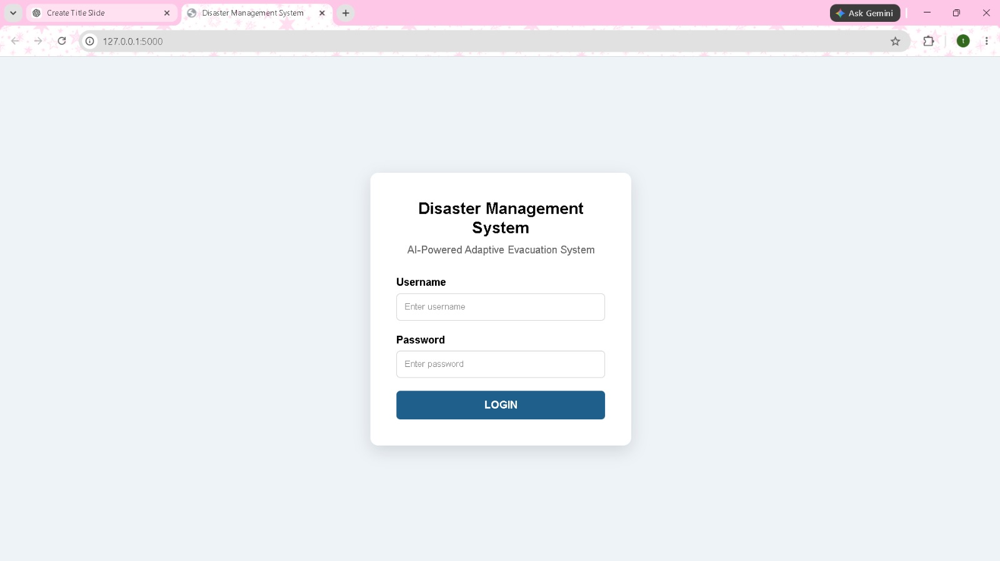 Create Title Slide
Disaster Management System
Ask Gemini
127.0.0.1:5000
t
Disaster Management
System
AI-Powered Adaptive Evacuation System
Username
Enter username
Password
Enter password
LOGIN